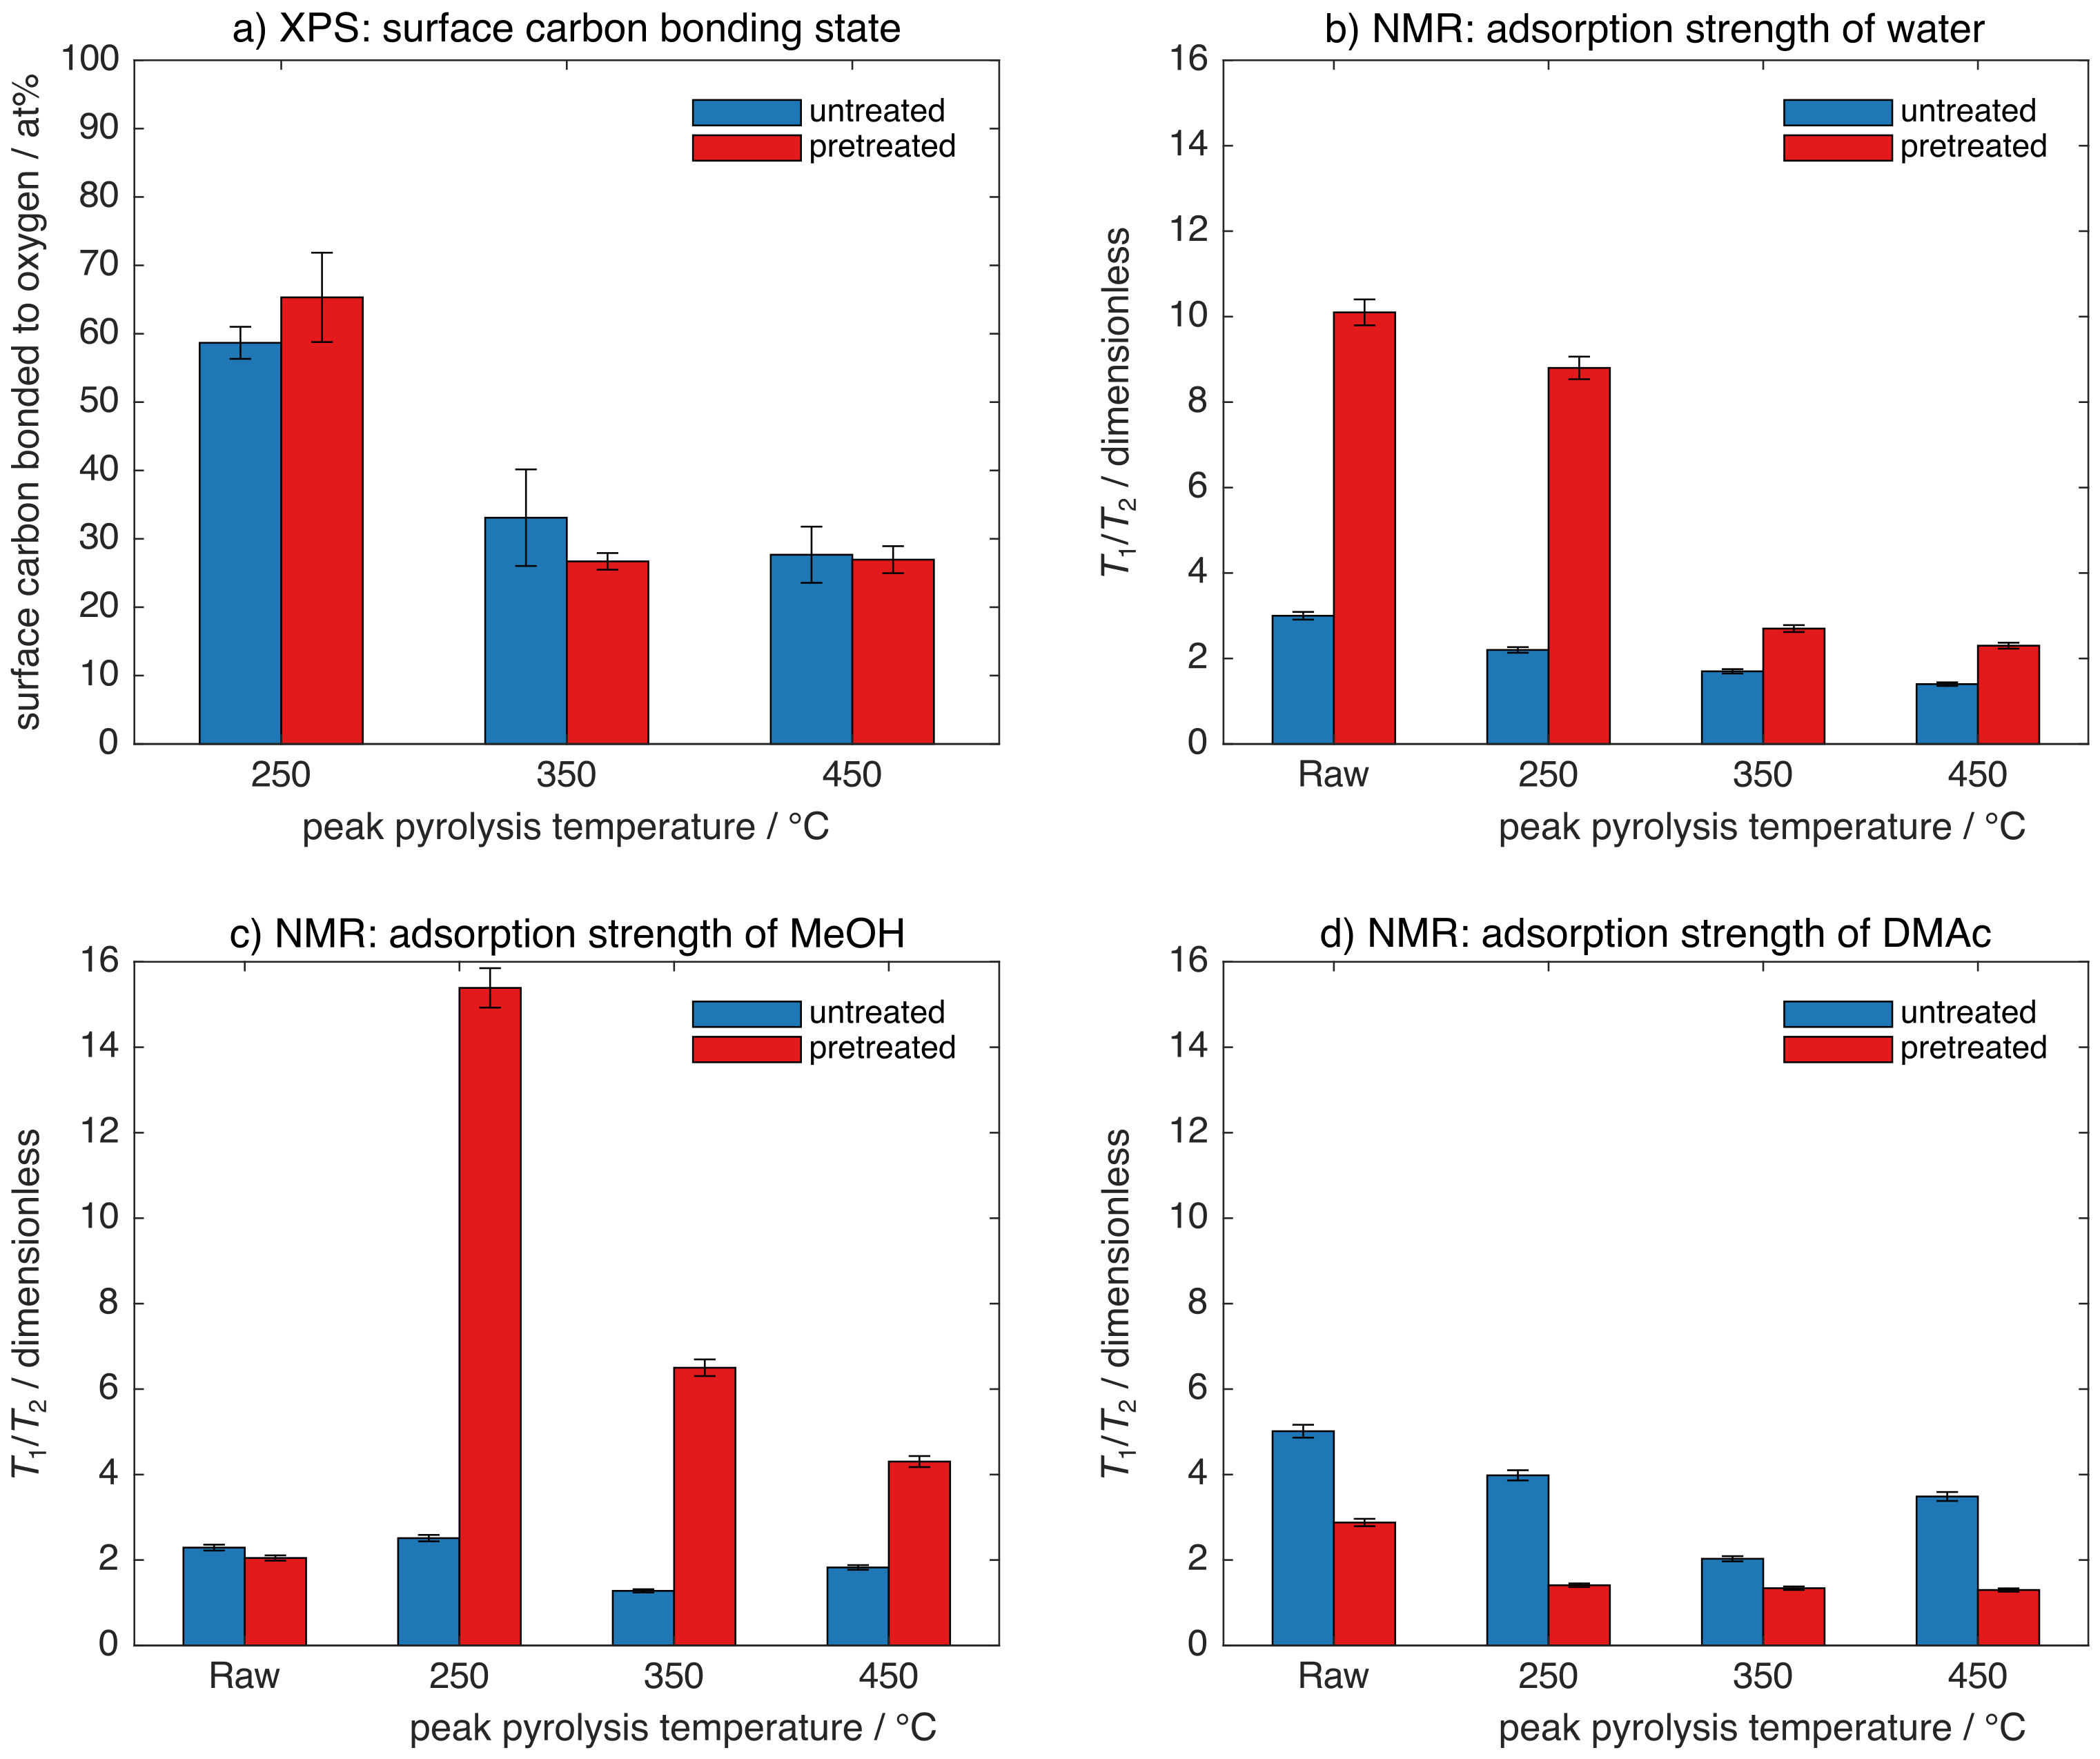 a) XPS: surface carbon bonding state
surface carbon bonded to oxygen / at%
100
90
80
70
60
50
40
30
20
10
0
untreated
pretreated
250 350 450
peak pyrolysis temperature / °C
b) NMR: adsorption strength of water
T1/T2 / dimensionless
16
14
12
10
8
6
4
2
0
untreated
pretreated
Raw 250 350 450
peak pyrolysis temperature / °C
c) NMR: adsorption strength of MeOH
T1/T2 / dimensionless
16
14
12
10
8
6
4
2
0
untreated
pretreated
Raw 250 350 450
peak pyrolysis temperature / °C
d) NMR: adsorption strength of DMAc
T1/T2 / dimensionless
16
14
12
10
8
6
4
2
0
untreated
pretreated
Raw 250 350 450
peak pyrolysis temperature / °C